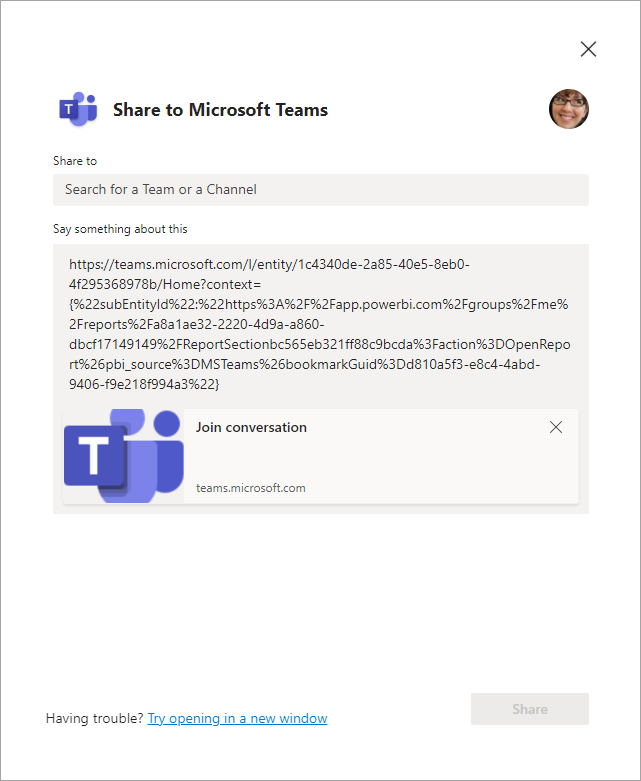 T
Share to Microsoft Teams
Share to
Search for a Team or a Channel
Say something about this
https://teams.microsoft.com/l/entity/1c4340de-2a85-40e5-8eb0-
4f295368978b/Home?context=
{%22subEntityId%22:%22https%3A%2F%2Fapp.powerbi.com%2Fgroups%2Fme%
2Freports%2Fa8a1ae32-2220-4d9a-a860-
dbcf17149149%2FReportSectionbc565eb321ff88c9bcda%3Faction%3DOpenRepo
rt%26pbi_source%3DMSTeams%26bookmarkGuid%3Dd810a5f3-e8c4-4abd-
9406-f9e218f994a3%22}
T
Join conversation
teams.microsoft.com
Having trouble? Try opening in a new window
Share